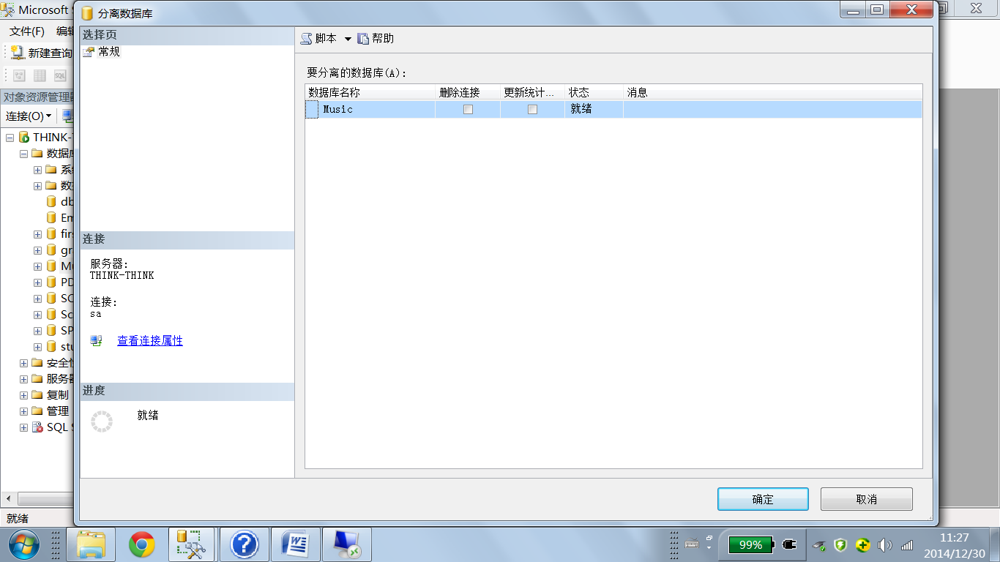 Microsoft
分离数据库
文件(F) 编辑
新建查询
对象资源管理器
连接(O)
THINK-
数据库
系统
数据
db
Em
firs
gr
Mu
PD
SC
Sc
SP
stu
安全性
服务器
复制
管理
SQL S
就绪
选择页
常规
连接
服务器:
THINK-THINK
连接:
sa
查看连接属性
进度
就绪
脚本 帮助
要分离的数据库(A):
数据库名称 删除连接 更新统计... 状态 消息
Music 就绪
确定 取消
99%
11:27
2014/12/30